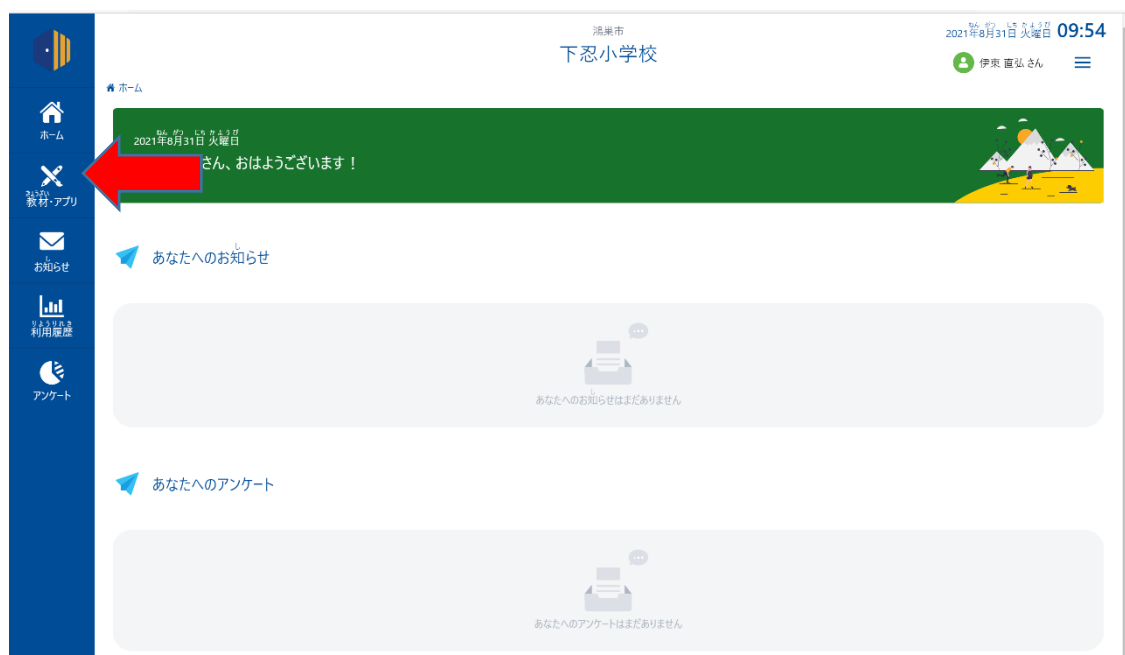 鴻巣市
下忍小学校
2021年8月31日 火曜日 09:54
伊東 直弘 さん
ホーム
ホーム
教材・アプリ
お知らせ
利用履歴
アンケート
2021年8月31日 火曜日
さん、おはようございます！
あなたへのお知らせ
あなたへのお知らせはまだありません
あなたへのアンケート
あなたへのアンケートはまだありません